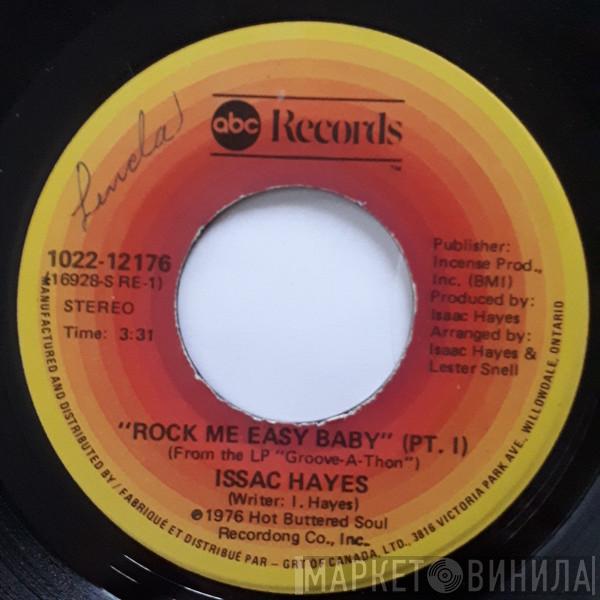 Linda
abc Records
TM
1022-12176
(16928-S RE-1)
STEREO
Time: 3:31
Publisher:
Incense Prod.,
Inc. (BMI)
Produced by:
Isaac Hayes
Arranged by:
Isaac Hayes &
Lester Snell
"ROCK ME EASY BABY" (PT. I)
(From the LP "Groove-A-Thon")
ISSAC HAYES
(Writer: I. Hayes)
℗1976 Hot Buttered Soul
Recordong Co., Inc.
MANUFACTURED AND DISTRIBUTED BY / FABRIQUÉ ET DISTRIBUÉ PAR – GRT OF CANADA, LTD., 3816 VICTORIA PARK AVE. WILLOWDALE, ONTARIO
МАРКЕТ ВИНИЛА